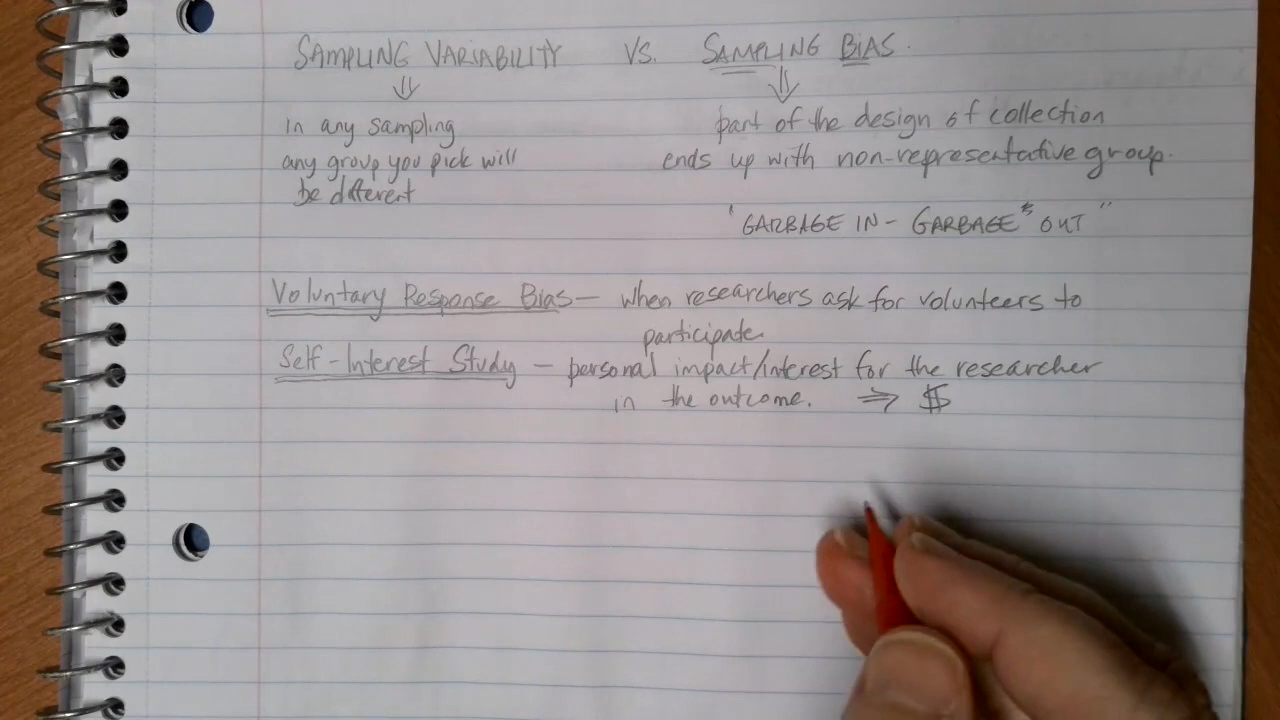 SAMPLING VARIABILITY VS. SAMPLING BIAS.
⇓ ⇓
in any sampling
any group you pick will
be different
part of the design of collection
ends up with non-representative group.
"GARBAGE IN - GARBAGE OUT"
Voluntary Response Bias — when researchers ask for volunteers to
participate.
Self-Interest Study — personal impact/interest for the researcher
in the outcome. ⇒ $